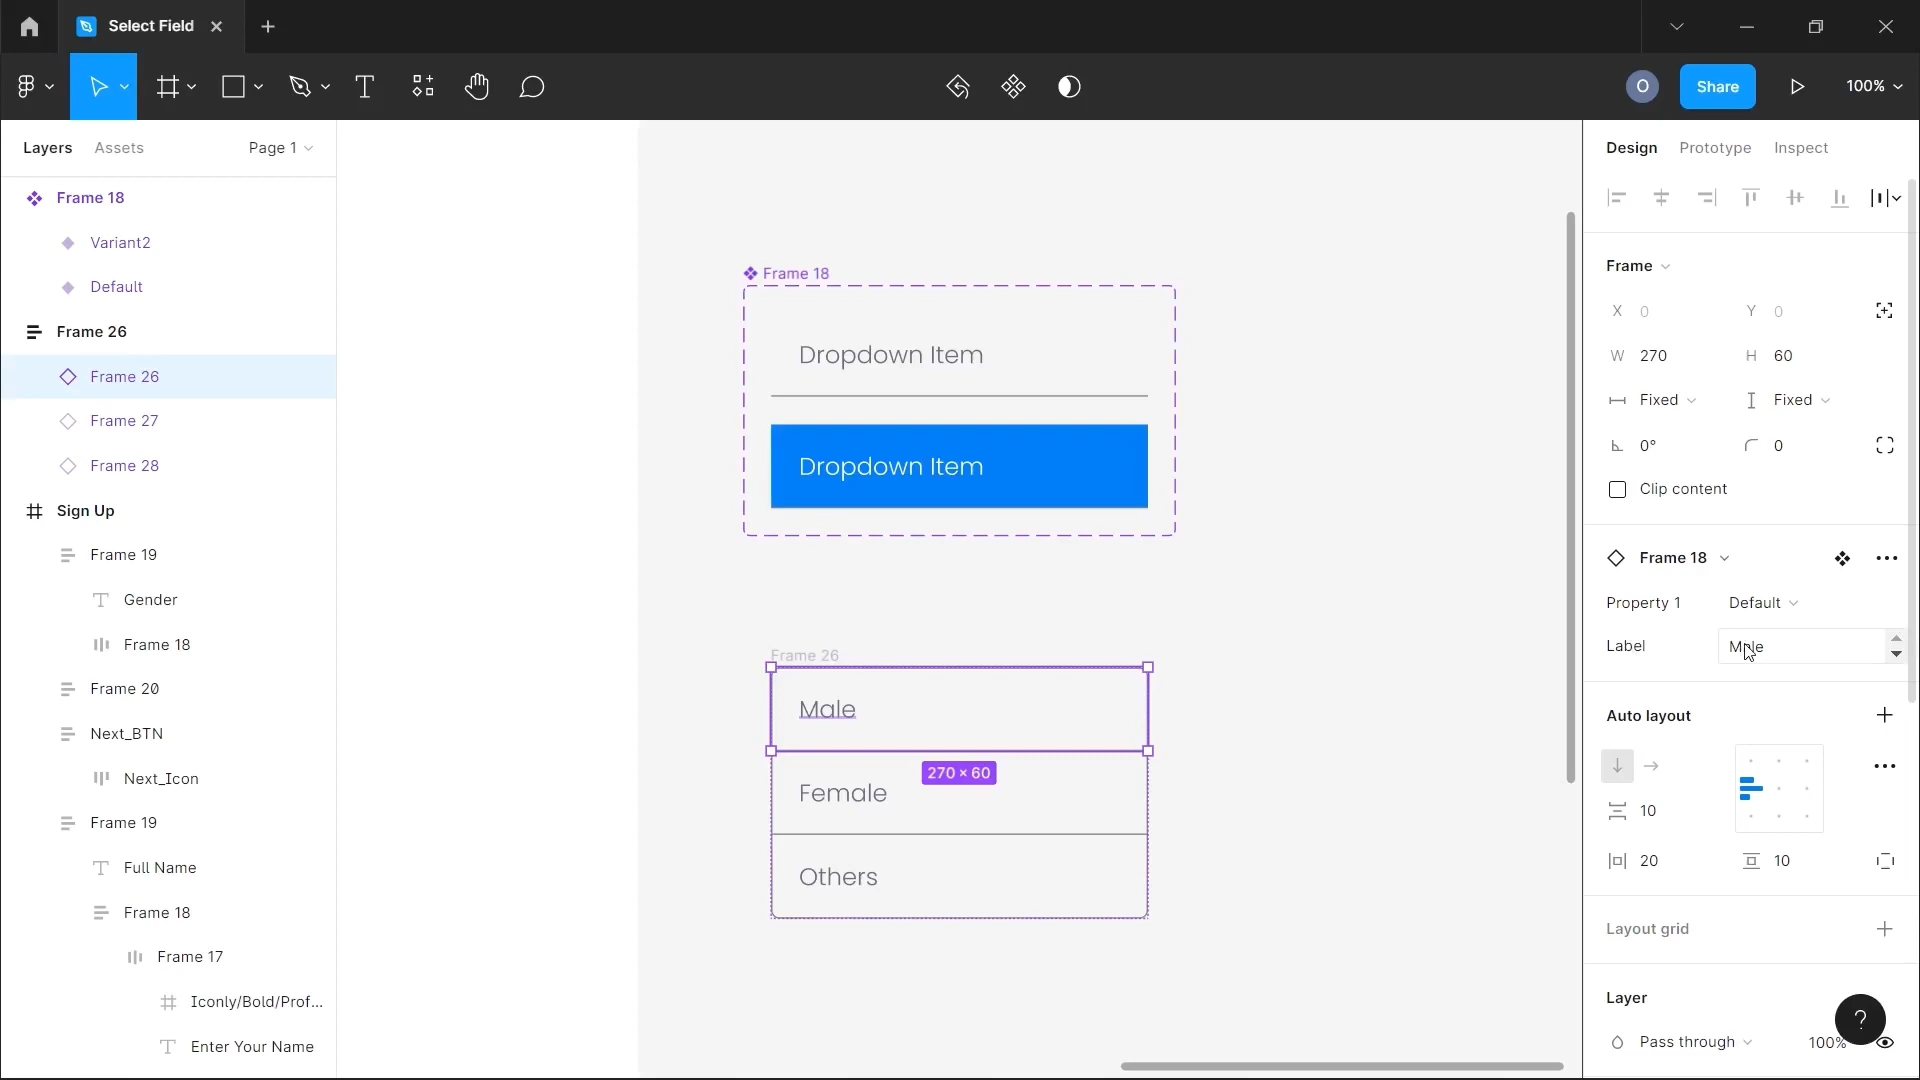 Select Field
O
Share
100%
Layers
Assets
Page 1
Frame 18
Variant2
Default
Frame 26
Frame 26
Frame 27
Frame 28
Sign Up
Frame 19
Gender
Frame 18
Frame 20
Next_BTN
Next_Icon
Frame 19
Full Name
Frame 18
Frame 17
Iconly/Bold/Prof...
Enter Your Name
Frame 18
Dropdown Item
Dropdown Item
Frame 26
Male
270 × 60
Female
Others
Design
Prototype
Inspect
Frame
X 0
Y 0
W 270
H 60
Fixed
Fixed
0°
0
Clip content
Frame 18
Property 1
Default
Label
Male
Auto layout
10
20
10
Layout grid
Layer
Pass through
100%
?